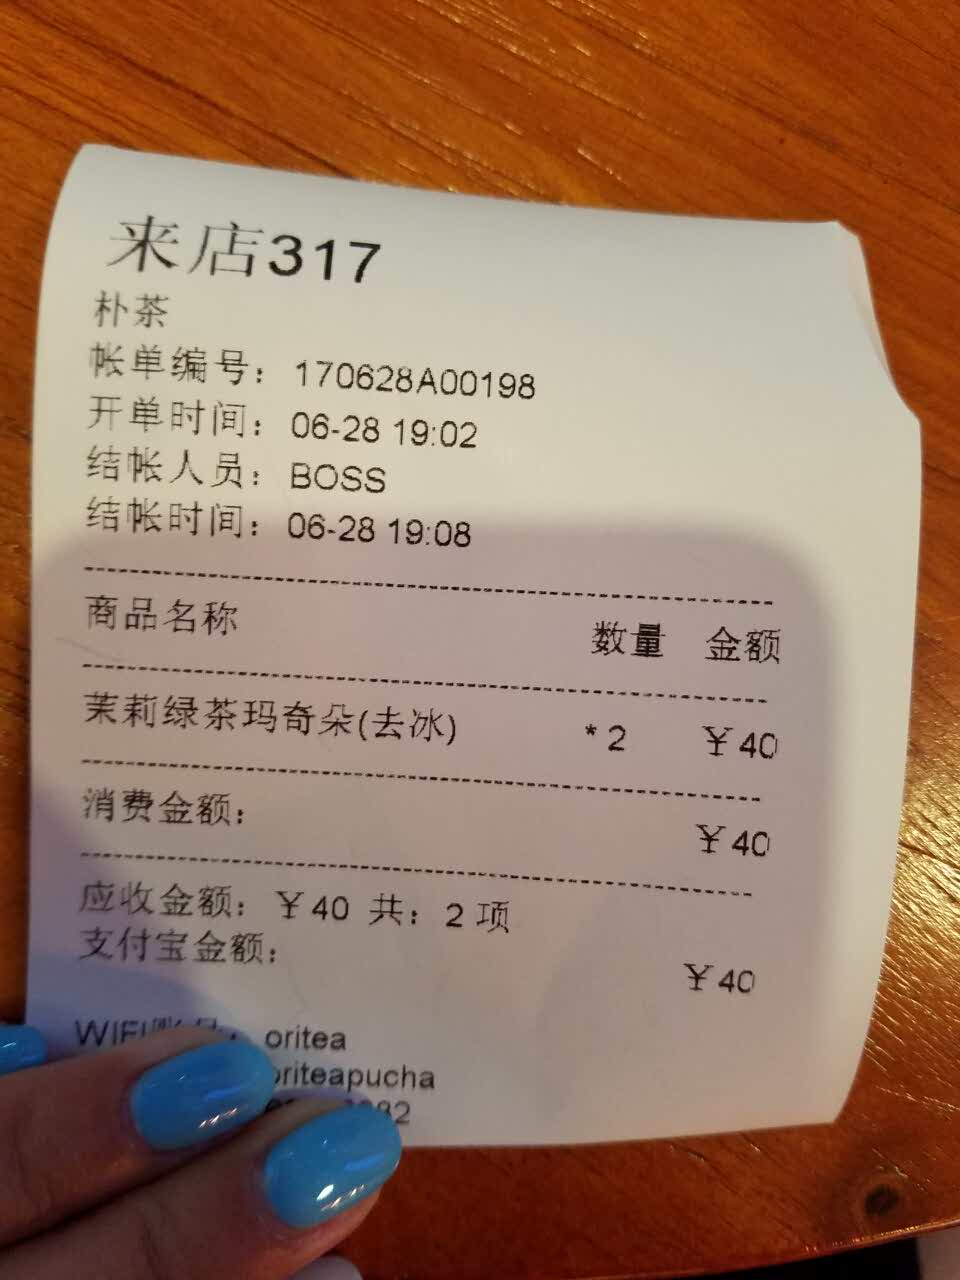 来店317
朴茶
帐单编号：170628A00198
开单时间：06-28 19:02
结帐人员：BOSS
结帐时间：06-28 19:08
商品名称 数量 金额
茉莉绿茶玛奇朵(去冰) *2 ￥40
消费金额： ￥40
应收金额：￥40 共：2 项
支付宝金额： ￥40
WIFI oritea
oriteapucha